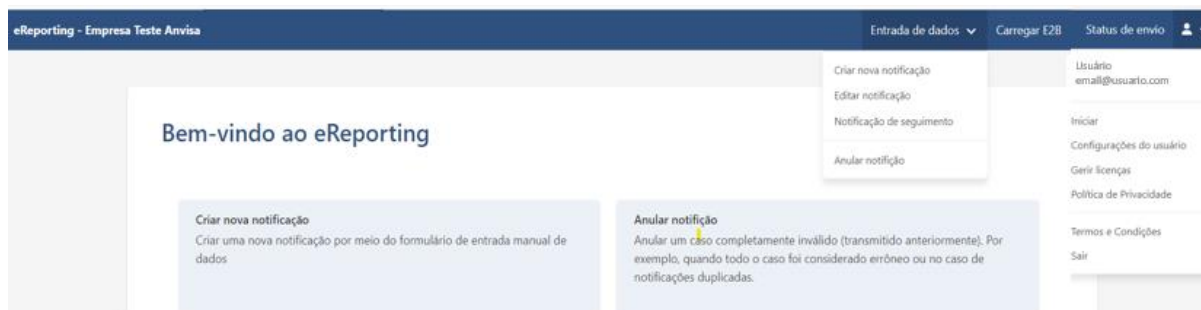 eReporting - Empresa Teste Anvisa
Entrada de dados
Carregar E2B
Status de envio
Criar nova notificação
Editar notificação
Notificação de seguimento
Anular notifição
Usuário
email@usuario.com
Iniciar
Configurações do usuário
Gerir licenças
Política de Privacidade
Termos e Condições
Sair
Bem-vindo ao eReporting
Criar nova notificação
Criar uma nova notificação por meio do formulário de entrada manual de
dados
Anular notifição
Anular um caso completamente inválido (transmitido anteriormente). Por
exemplo, quando todo o caso foi considerado errôneo ou no caso de
notificações duplicadas.